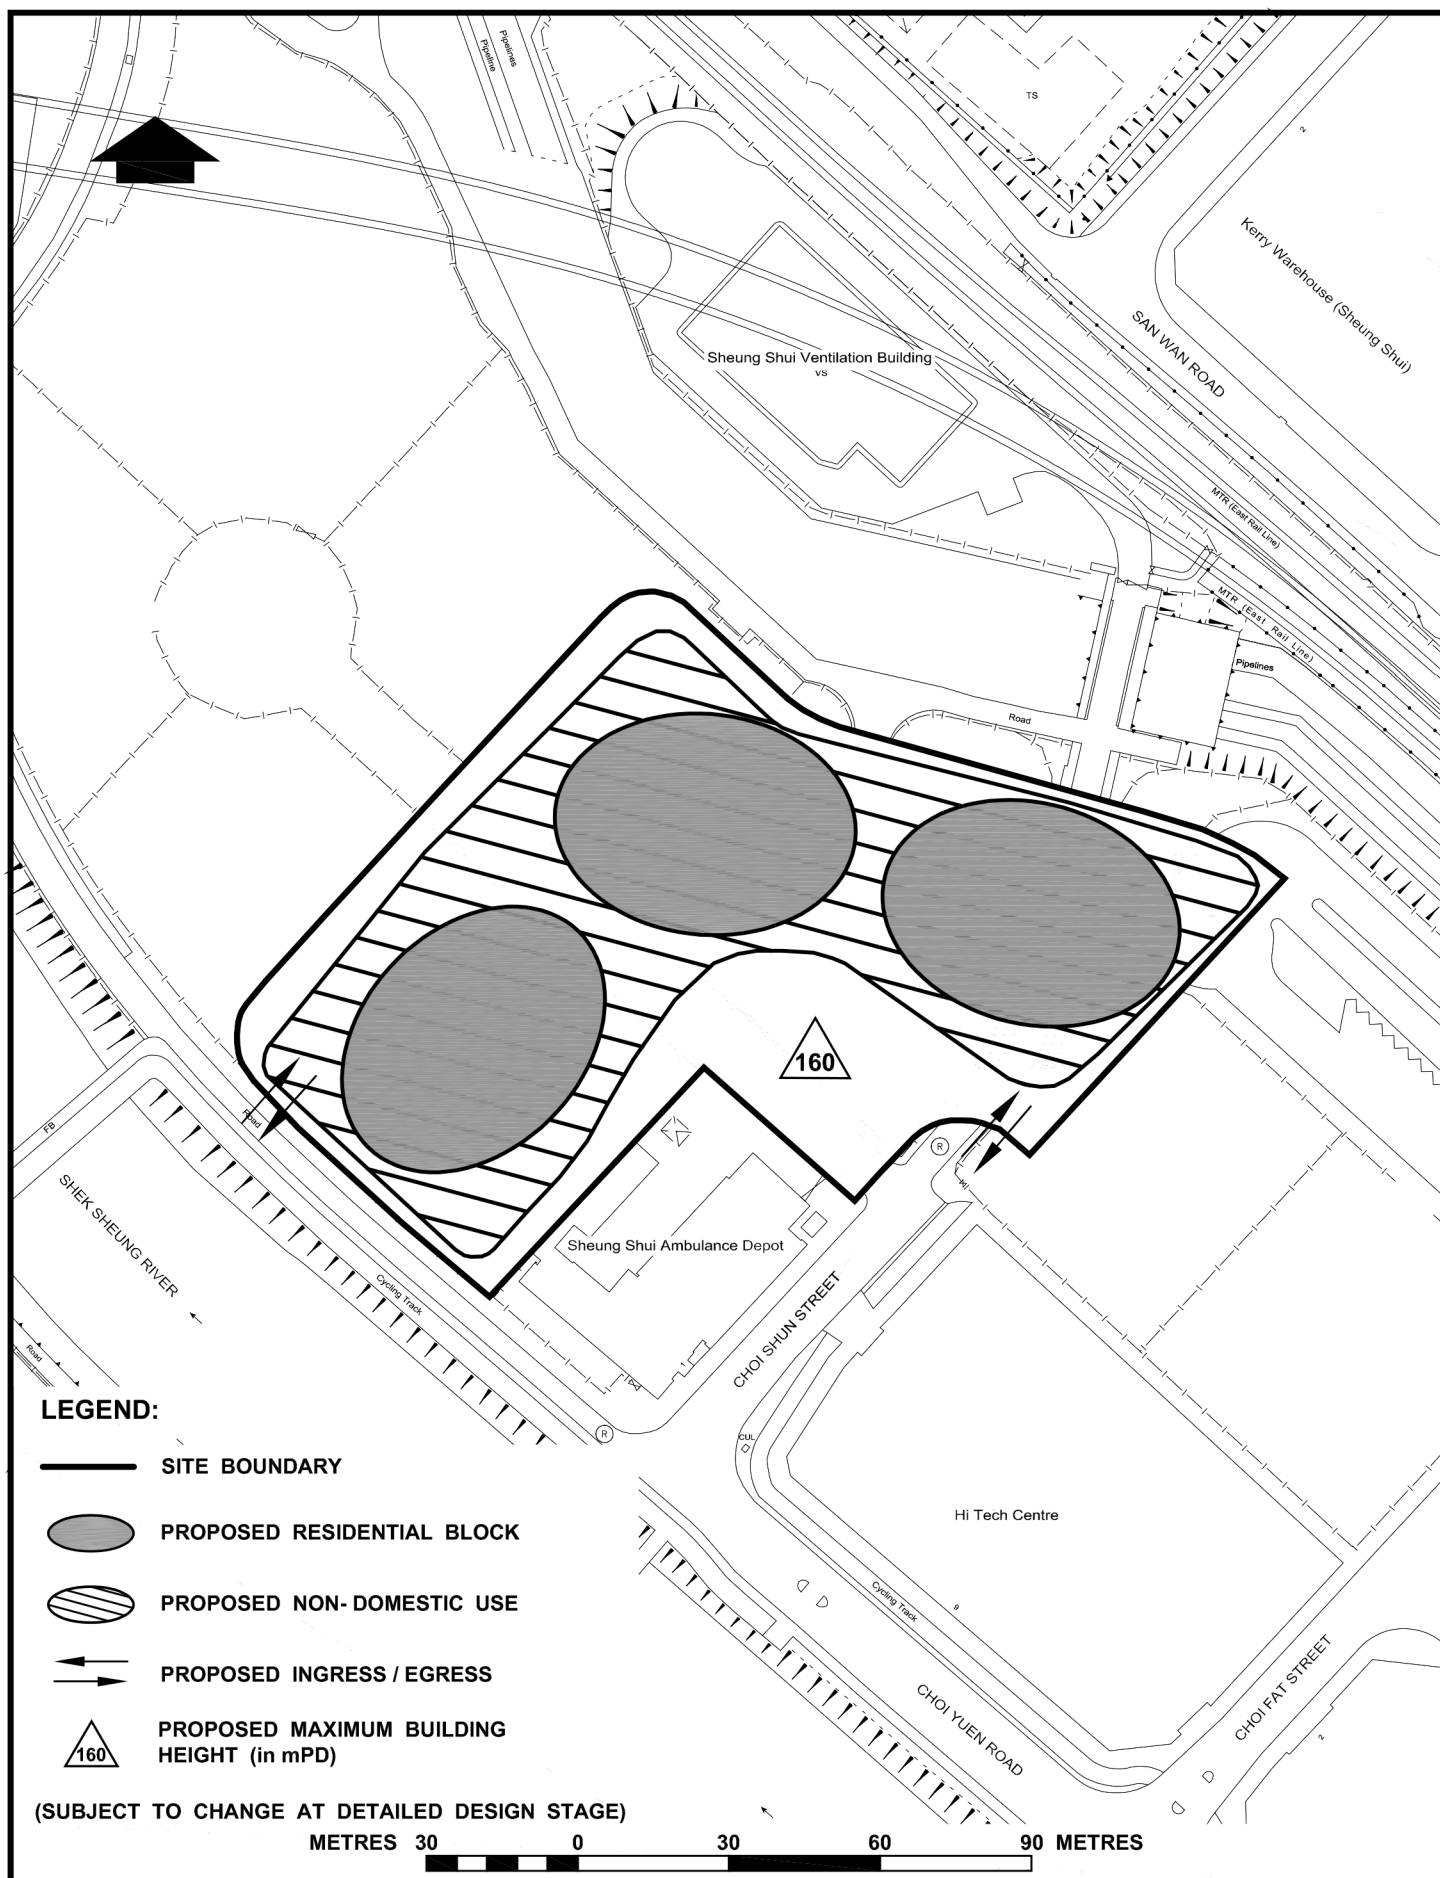 Pipeline
Pipelines
TS
2
Kerry Warehouse (Sheung Shui)
SAN WAN ROAD
Sheung Shui Ventilation Building
VS
MTR (East Rail Line)
MTR (East Rail Line)
Pipelines
Road
160
Road
R
FB
SHEK SHEUNG RIVER
Sheung Shui Ambulance Depot
Cycling Track
CHOI SHUN STREET
Road
R
CUL
Hi Tech Centre
Cycling Track
9
CHOI YUEN ROAD
CHOI FAT STREET
2
LEGEND:
SITE BOUNDARY
PROPOSED RESIDENTIAL BLOCK
PROPOSED NON- DOMESTIC USE
PROPOSED INGRESS / EGRESS
160
PROPOSED MAXIMUM BUILDING
HEIGHT (in mPD)
(SUBJECT TO CHANGE AT DETAILED DESIGN STAGE)
METRES 30 0 30 60 90 METRES